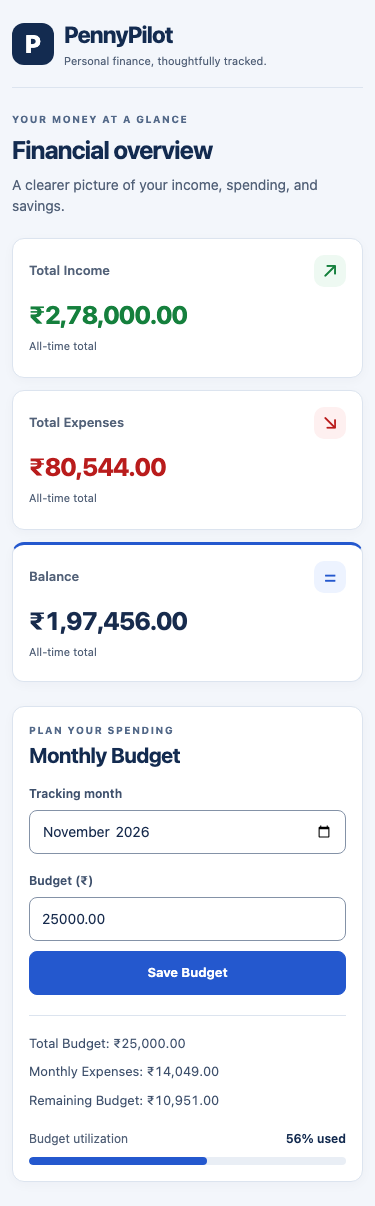 P
PennyPilot
Personal finance, thoughtfully tracked.
YOUR MONEY AT A GLANCE
Financial overview
A clearer picture of your income, spending, and
savings.
Total Income
₹2,78,000.00
All-time total
Total Expenses
₹80,544.00
All-time total
Balance
=
₹1,97,456.00
All-time total
PLAN YOUR SPENDING
Monthly Budget
Tracking month
November 2026
Budget (₹)
25000.00
Save Budget
Total Budget: ₹25,000.00
Monthly Expenses: ₹14,049.00
Remaining Budget: ₹10,951.00
Budget utilization 56% used